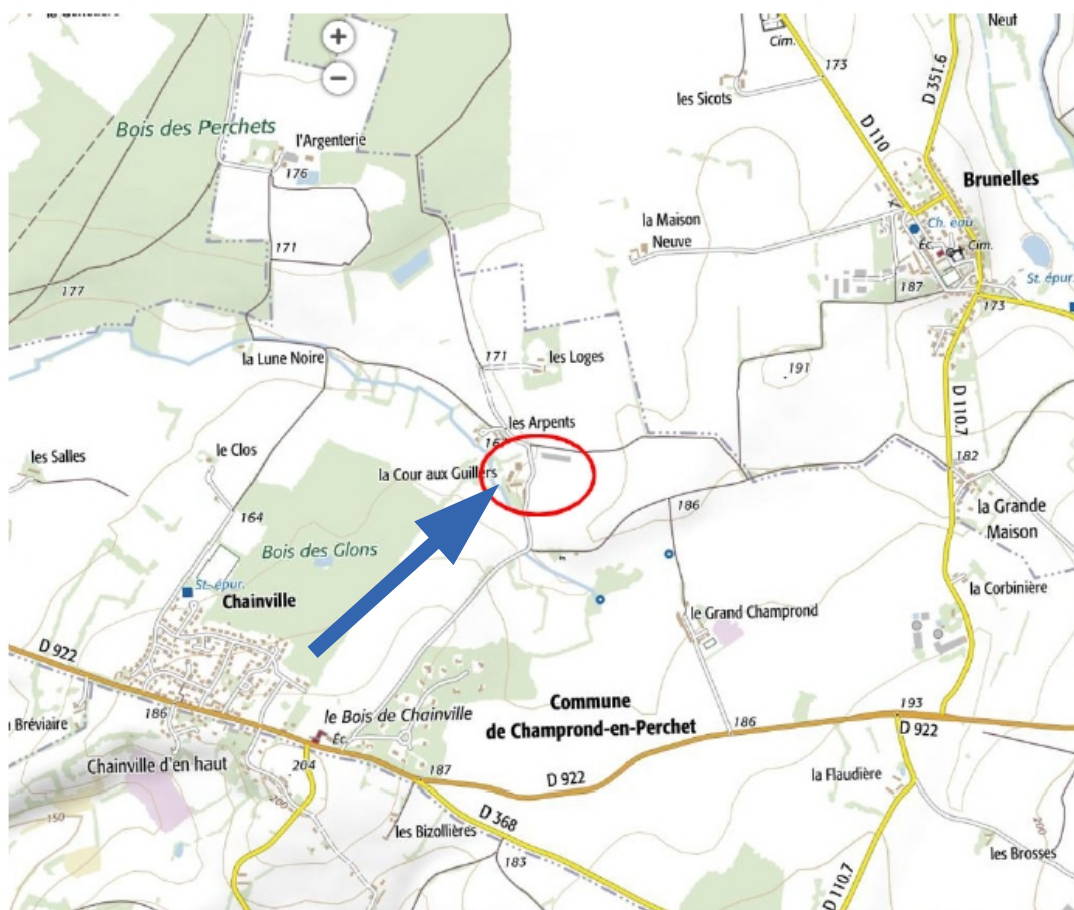 +
−
Neuf
Cim.
173
les Sicots
D 351.6
D 110
Bois des Perchets
l'Argenterie
176
Brunelles
la Maison
Neuve
Ch. eau
Éc.
Cim.
171
187
St. épur.
177
173
la Lune Noire
171
les Loges
191
les Arpents
D 110.7
les Salles
le Clos
la Cour aux Guillers
182
164
186
la Grande
Maison
Bois des Glons
St. épur.
Chainville
la Corbinière
le Grand Champrond
D 922
186
Bréviaire
le Bois de Chainville
Éc.
Commune
de Champrond-en-Perchet
193
186
D 922
Chainville d'en haut
204
187
D 922
la Flaudière
200
150
les Bizollières
D 368
183
200
les Brosses
D 110.7